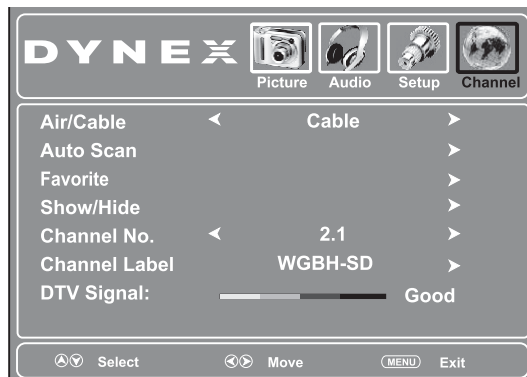 DYNEX
Picture Audio Setup Channel
Air/Cable Cable
Auto Scan
Favorite
Show/Hide
Channel No. 2.1
Channel Label WGBH-SD
DTV Signal: Good
Select Move MENU Exit